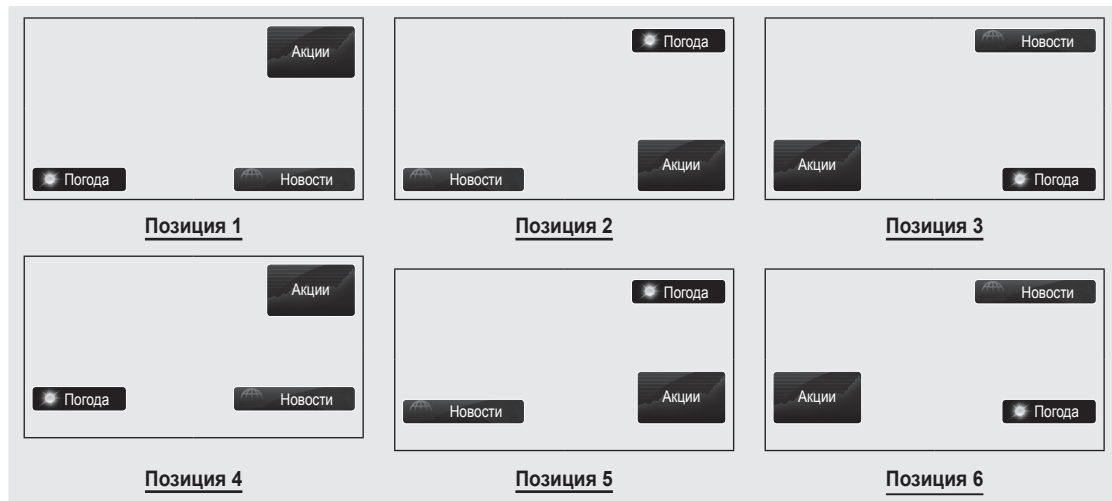 Акции
Погода
Новости
Позиция 1
Погода
Новости
Акции
Позиция 2
Новости
Акции
Погода
Позиция 3
Акции
Погода
Новости
Позиция 4
Погода
Новости
Акции
Позиция 5
Новости
Акции
Погода
Позиция 6